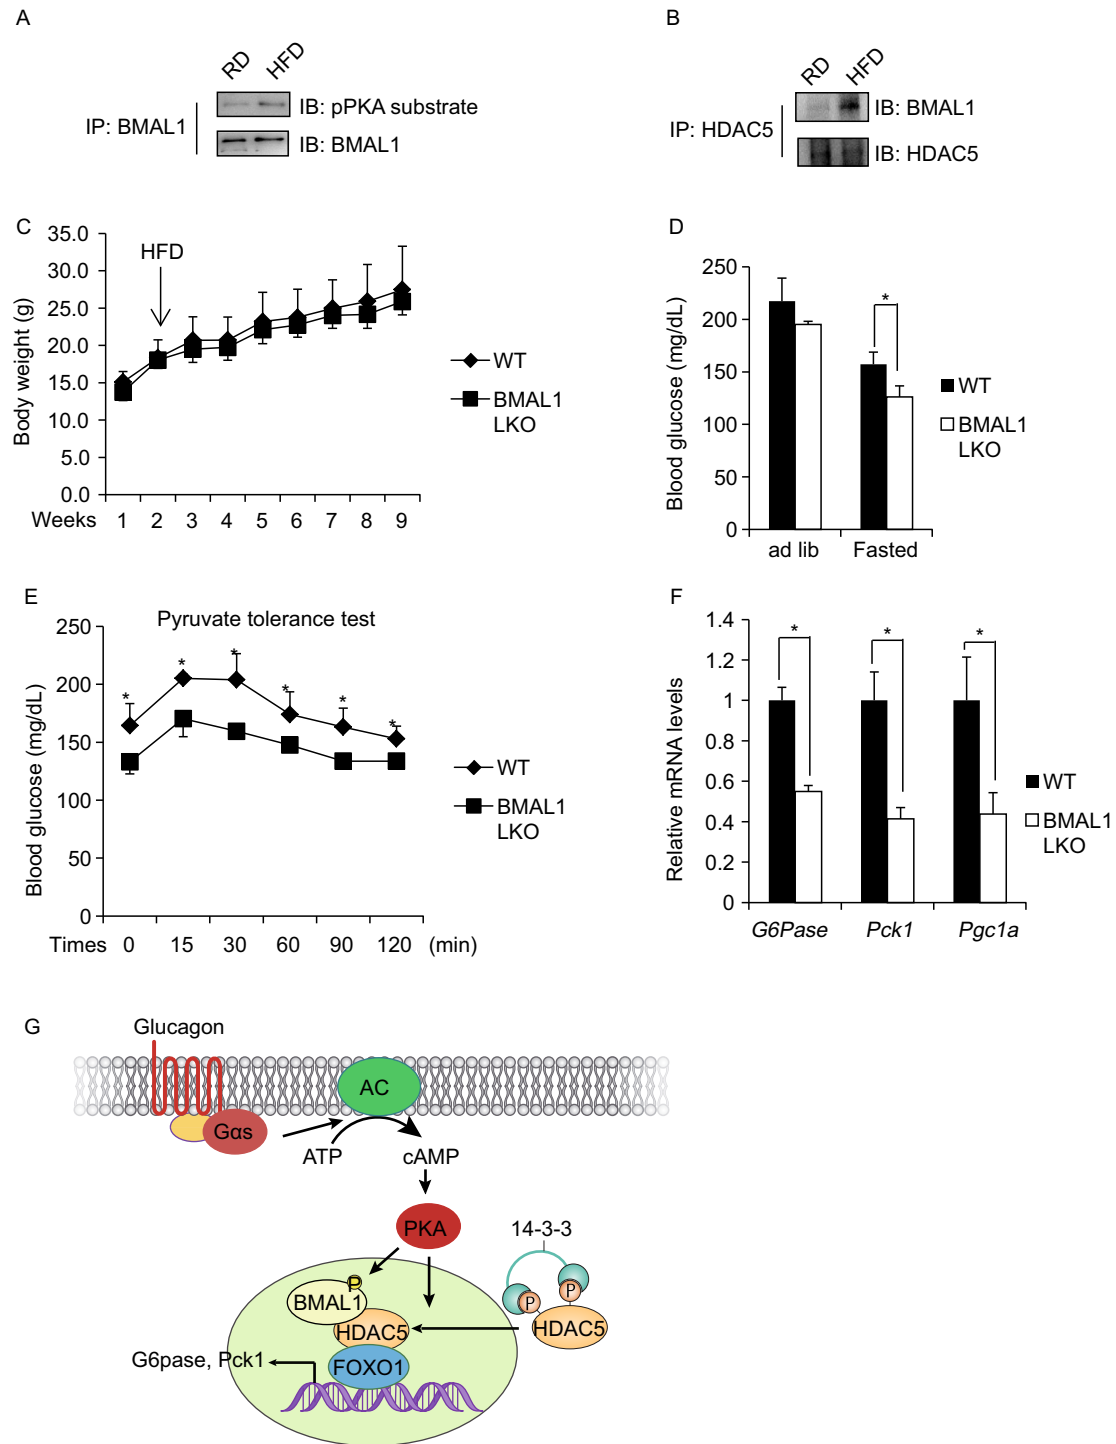 A
RD HFD
IP: BMAL1
IB: pPKA substrate
IB: BMAL1
B
RD HFD
IP: HDAC5
IB: BMAL1
IB: HDAC5
C
Body weight (g)
35.0
30.0
25.0
20.0
15.0
10.0
5.0
0.0
HFD
Weeks 1 2 3 4 5 6 7 8 9
WT
BMAL1
LKO
D
Blood glucose (mg/dL)
250
200
150
100
50
0
*
ad lib Fasted
WT
BMAL1
LKO
E
Pyruvate tolerance test
Blood glucose (mg/dL)
250
200
150
100
50
0
* * * * * *
Times 0 15 30 60 90 120 (min)
WT
BMAL1
LKO
F
Relative mRNA levels
1.4
1.2
1
0.8
0.6
0.4
0.2
0
* * *
G6Pase Pck1 Pgc1a
WT
BMAL1
LKO
G
Glucagon
AC
Gαs
ATP cAMP
PKA
14-3-3
P
P P
BMAL1
HDAC5
HDAC5
FOXO1
G6pase, Pck1